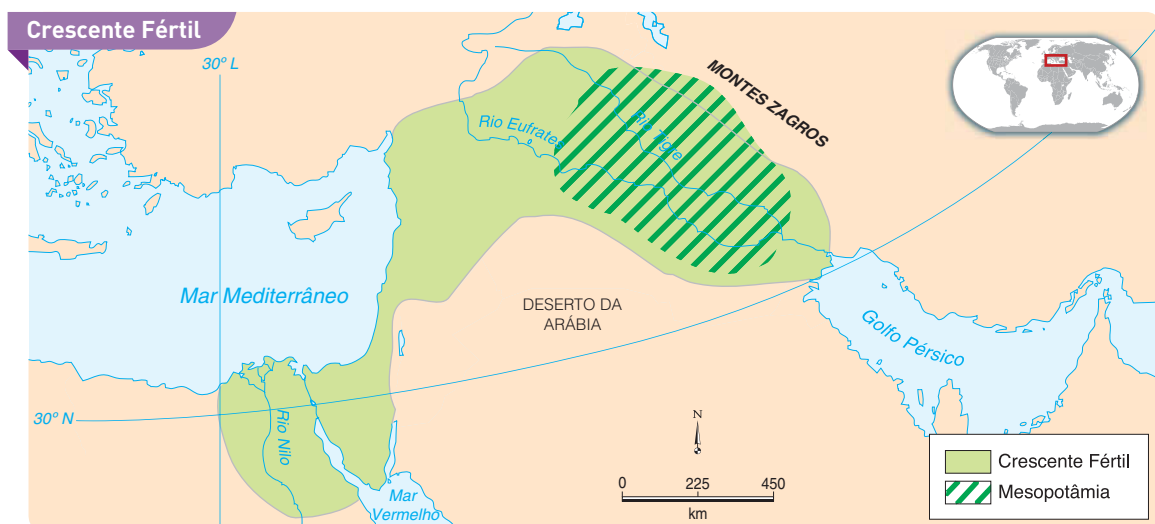 Crescente Fértil
30º L
MONTES ZAGROS
Rio Eufrates
Rio Tigre
Mar Mediterrâneo
DESERTO DA
ARÁBIA
Golfo Pérsico
30º N
Rio Nilo
Mar
Vermelho
N
0 225 450
km
Crescente Fértil
Mesopotâmia